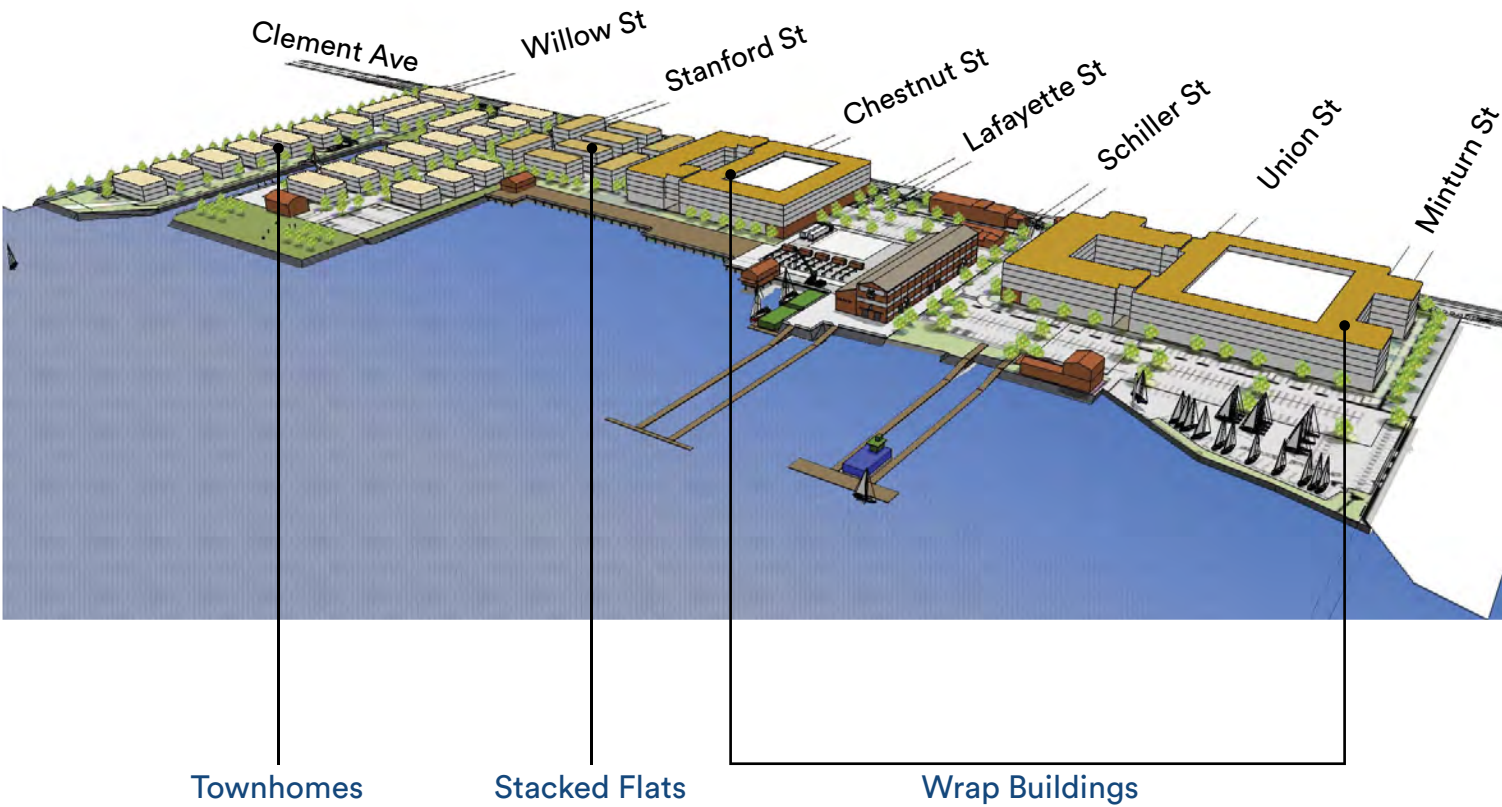 Clement Ave
Willow St
Stanford St
Chestnut St
Lafayette St
Schiller St
Union St
Minturn St
Townhomes
Stacked Flats
Wrap Buildings